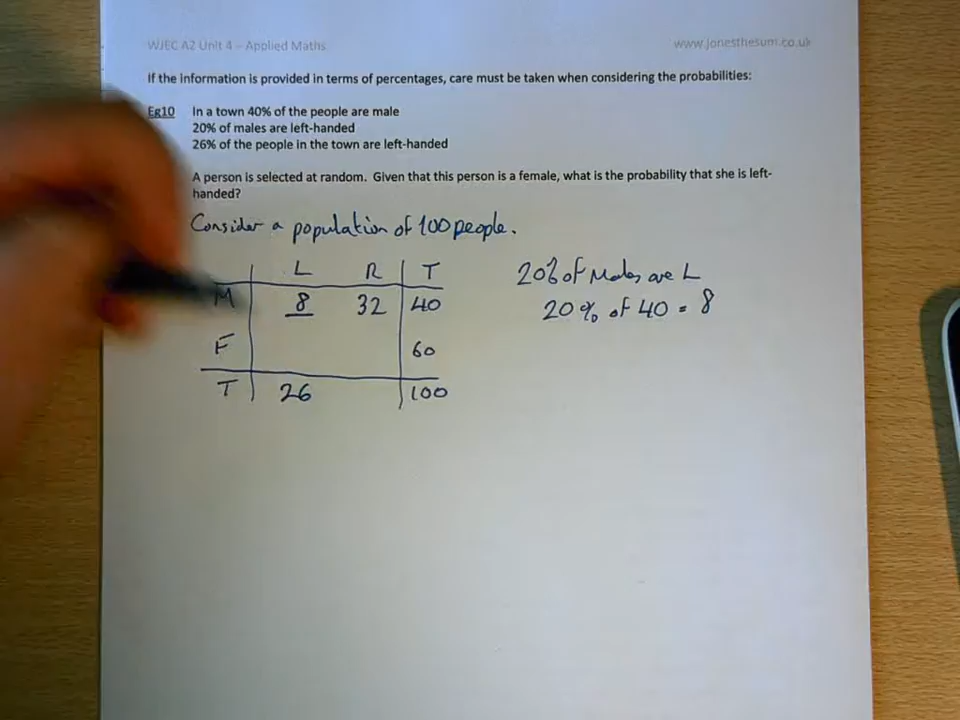 WJEC A2 Unit 4 – Applied Maths www.jonesthesum.co.uk
If the information is provided in terms of percentages, care must be taken when considering the probabilities:
Eg10 In a town 40% of the people are male
20% of males are left-handed
26% of the people in the town are left-handed
A person is selected at random. Given that this person is a female, what is the probability that she is left-
handed?
Consider a population of 100 people.
L R T
M 8 32 40
F 60
T 26 100
20% of Males are L
20% of 40 = 8